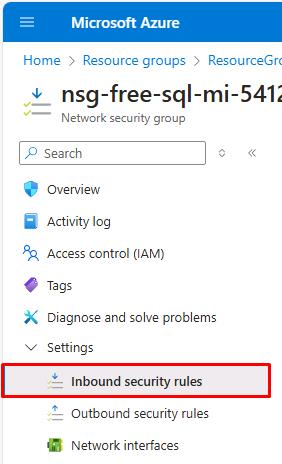 Microsoft Azure
Home > Resource groups > ResourceGro
nsg-free-sql-mi-5412
Network security group
Search
Overview
Activity log
Access control (IAM)
Tags
Diagnose and solve problems
Settings
Inbound security rules
Outbound security rules
Network interfaces